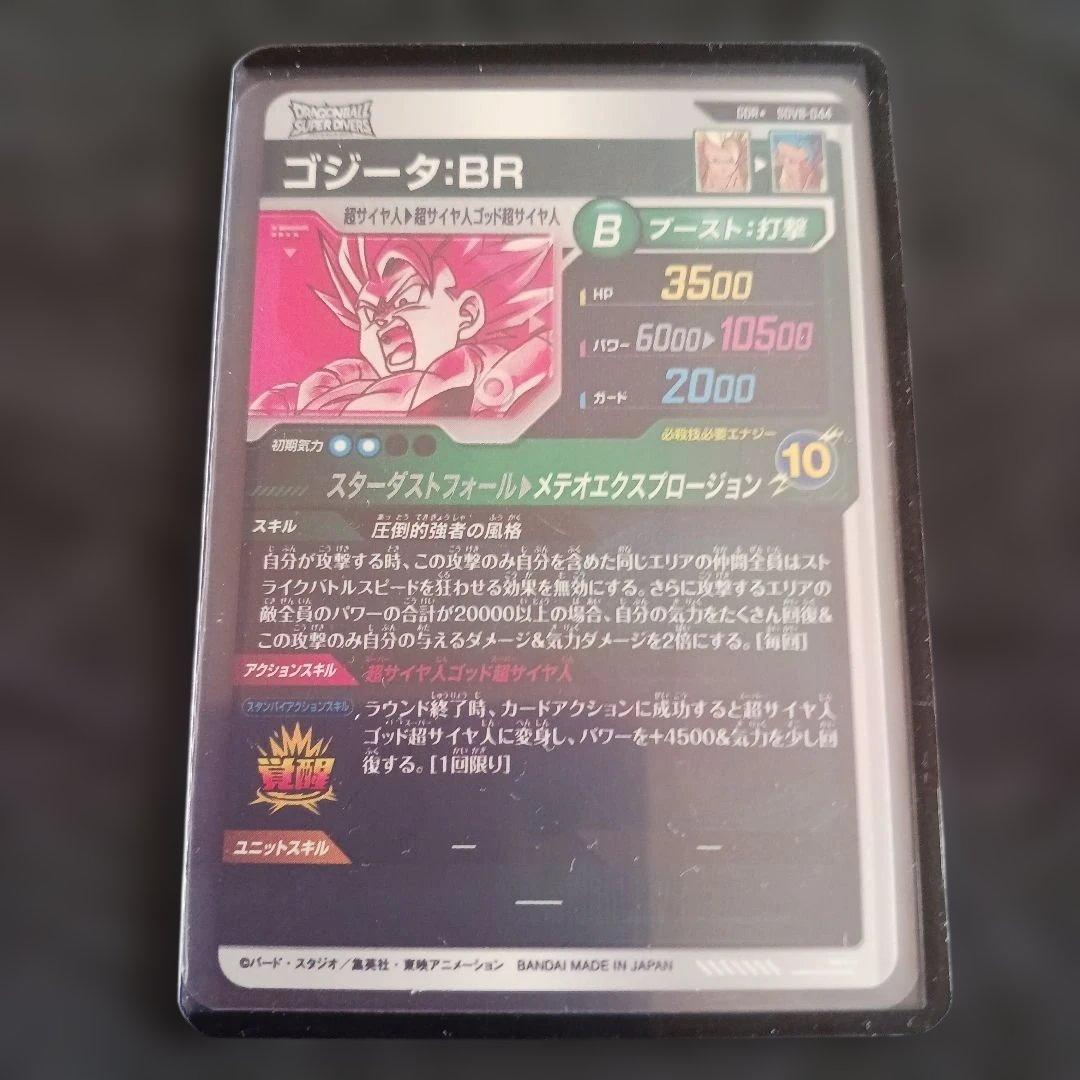 DRAGONBALL
SUPER DIVERS
SDV8-044
ゴジータ:BR
超サイヤ人▶超サイヤ人ゴッド超サイヤ人
B ブースト:打撃
HP 3500
パワー 6000▶10500
ガード 2000
初期気力
必殺技必要エナジー
10
スターダストフォール▶メテオエクスプロージョン
スキル 圧倒的強者の風格
自分が攻撃する時、この攻撃のみ自分を含めた同じエリアの仲間全員はスト
ライクバトルスピードを狂わせる効果を無効にする。さらに攻撃するエリアの
敵全員のパワーの合計が20000以上の場合、自分の気力をたくさん回復&
この攻撃のみ自分の与えるダメージ&気力ダメージを2倍にする。[毎回]
アクションスキル 超サイヤ人ゴッド超サイヤ人
スタンバイアクションスキル
ラウンド終了時、カードアクションに成功すると超サイヤ人
ゴッド超サイヤ人に変身し、パワーを+4500&気力を少し回
復する。[1回限り]
覚醒
ユニットスキル ― ―
―
©バード・スタジオ/集英社・東映アニメーション BANDAI MADE IN JAPAN